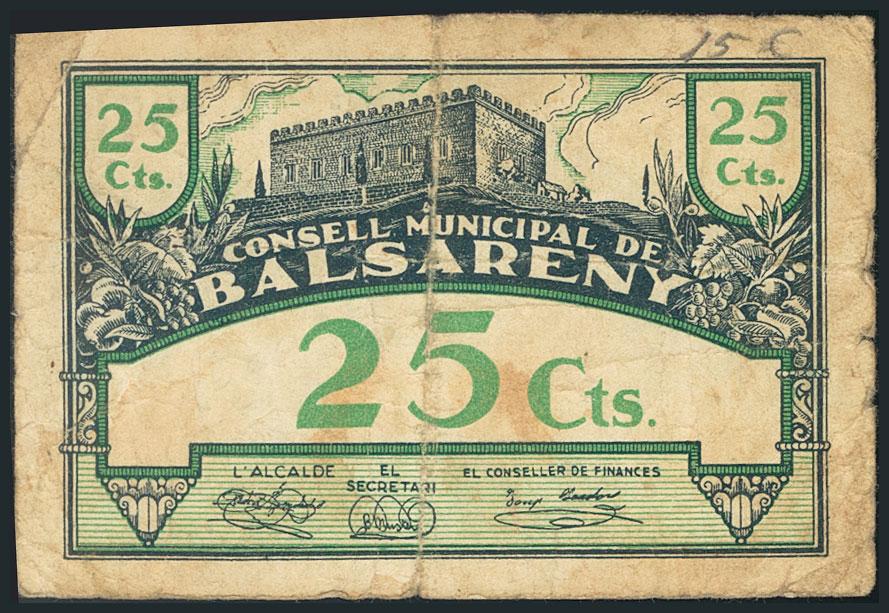 15 €
25
Cts.
25
Cts.
CONSELL MUNICIPAL DE
BALSARENY
25 Cts.
L'ALCALDE
EL
SECRETARI
EL CONSELLER DE FINANCES